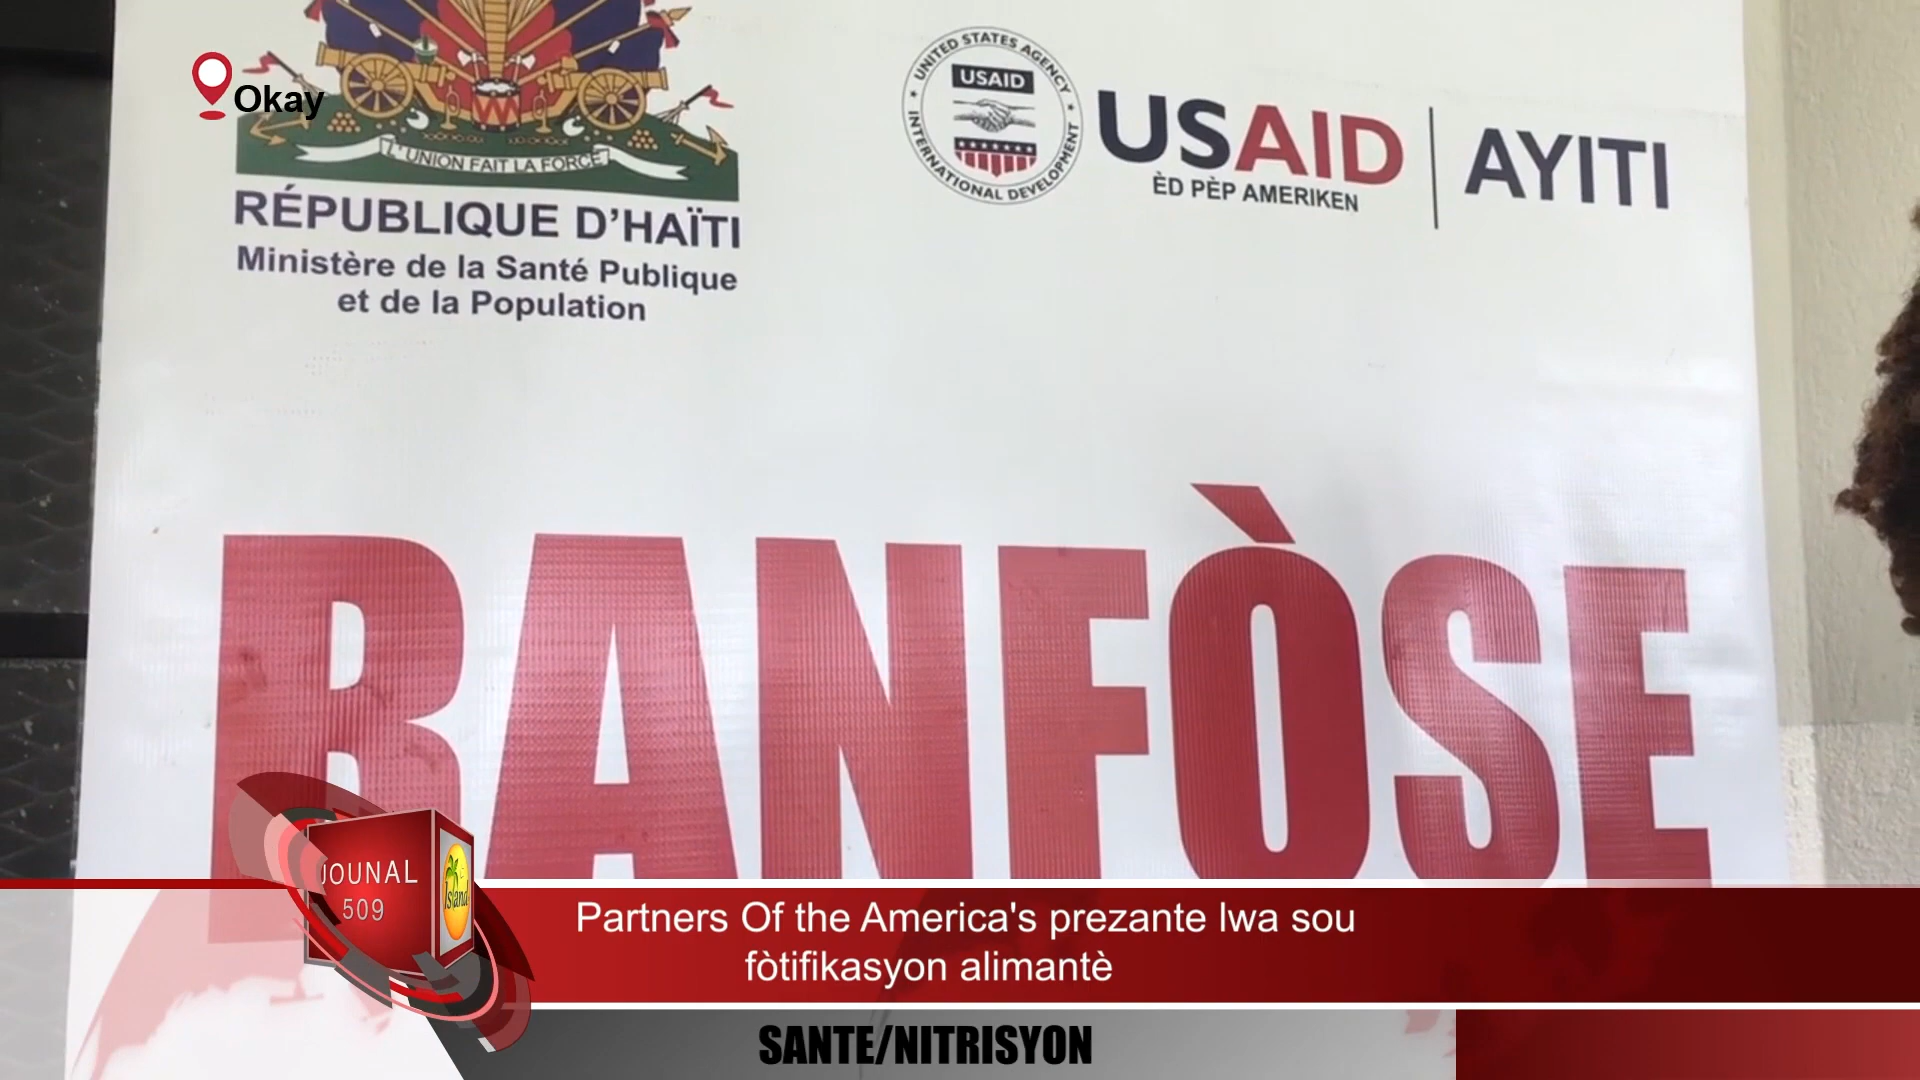 Okay
L'UNION FAIT LA FORCE
RÉPUBLIQUE D'HAÏTI
Ministère de la Santé Publique
et de la Population
UNITED STATES AGENCY
USAID
INTERNATIONAL DEVELOPMENT
USAID
ÈD PÈP AMERIKEN
AYITI
RANFÒSE
JOUNAL
509
Island
Partners Of the America's prezante lwa sou
fòtifikasyon alimantè
SANTE/NITRISYON